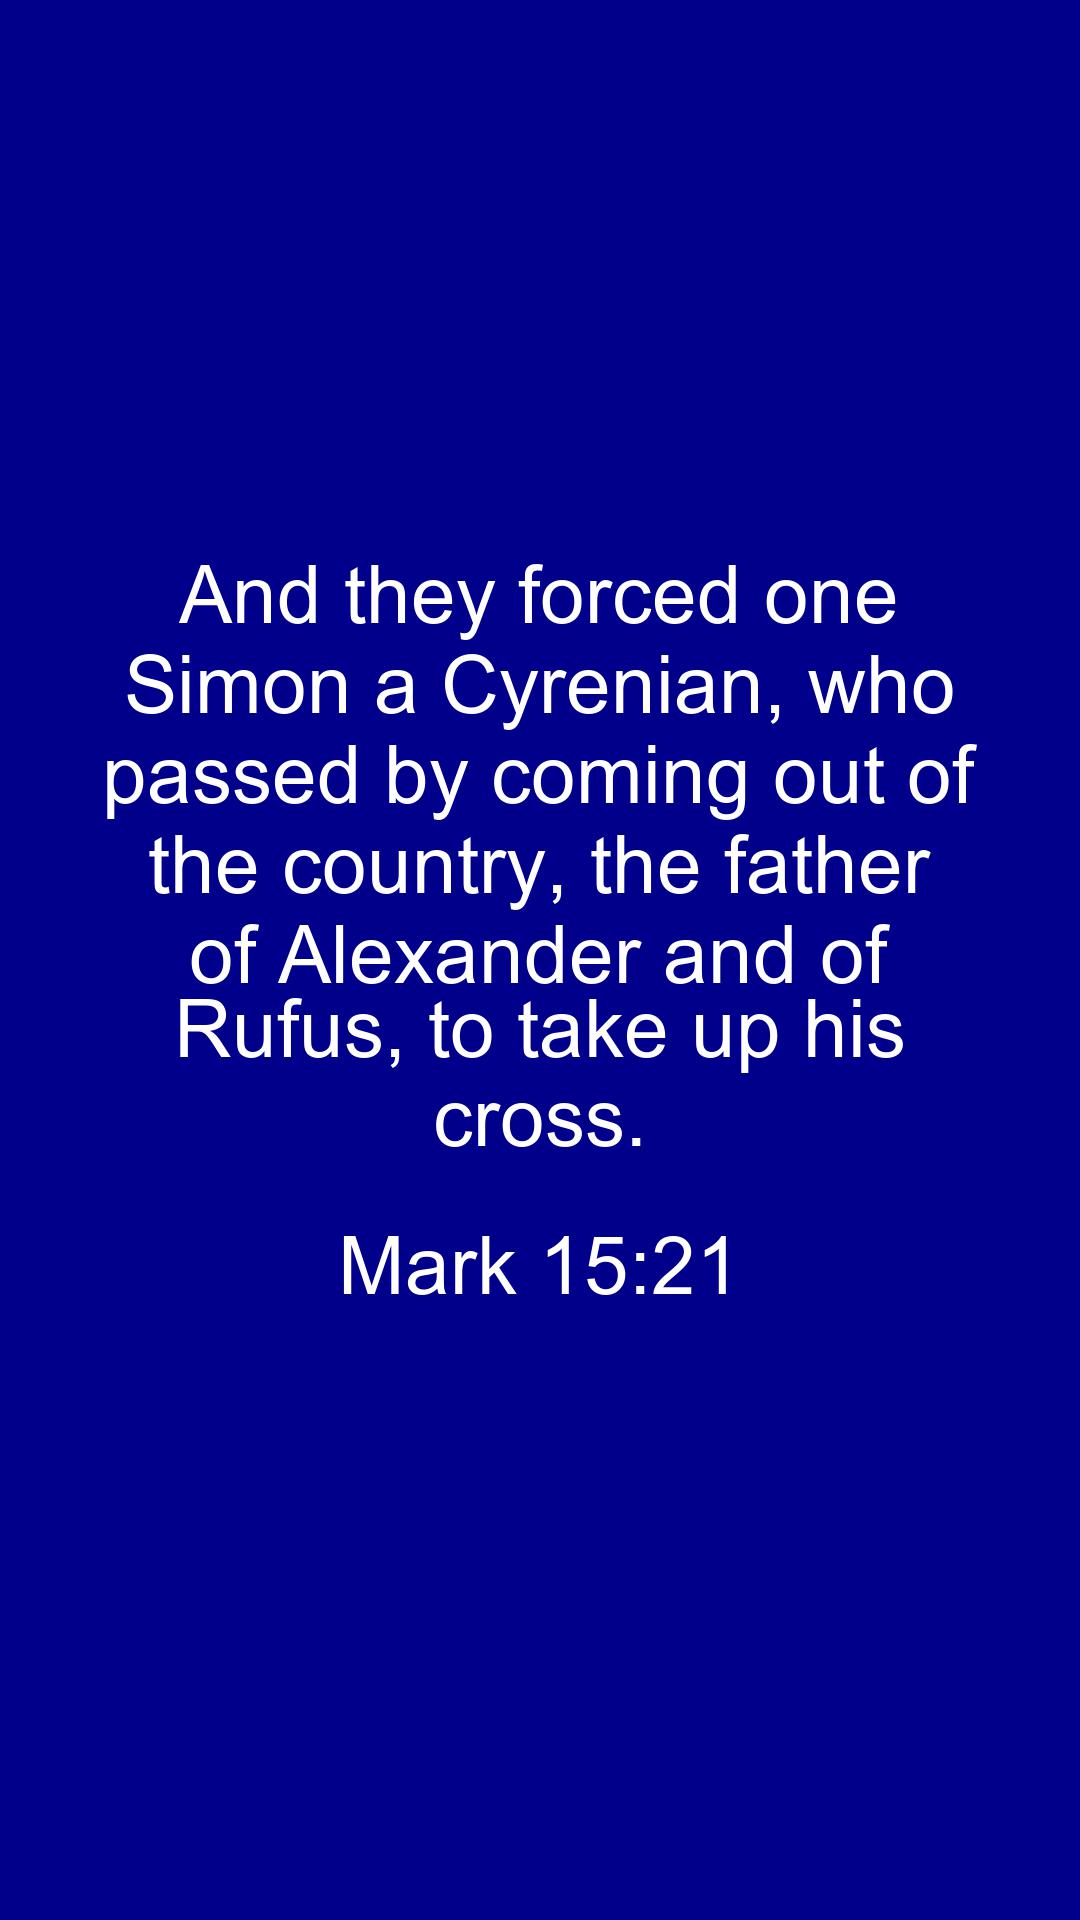 And they forced one
Simon a Cyrenian, who
passed by coming out of
the country, the father
of Alexander and of
Rufus, to take up his
cross.
Mark 15:21